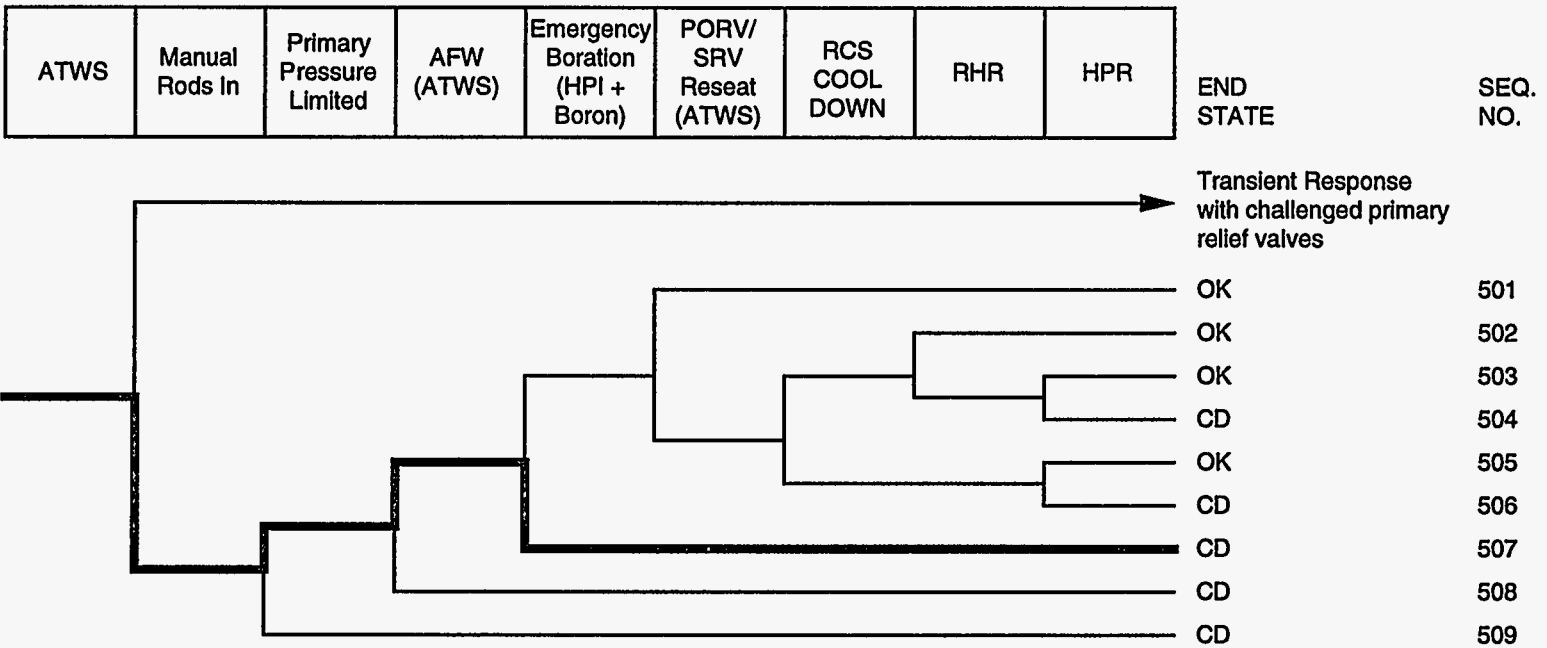 ATWS
Manual
Rods In
Primary
Pressure
Limited
AFW
(ATWS)
Emergency
Boration
(HPI +
Boron)
PORV/
SRV
Reseat
(ATWS)
RCS
COOL
DOWN
RHR
HPR
END
STATE
SEQ.
NO.
Transient Response
with challenged primary
relief valves
OK 501
OK 502
OK 503
CD 504
OK 505
CD 506
CD 507
CD 508
CD 509